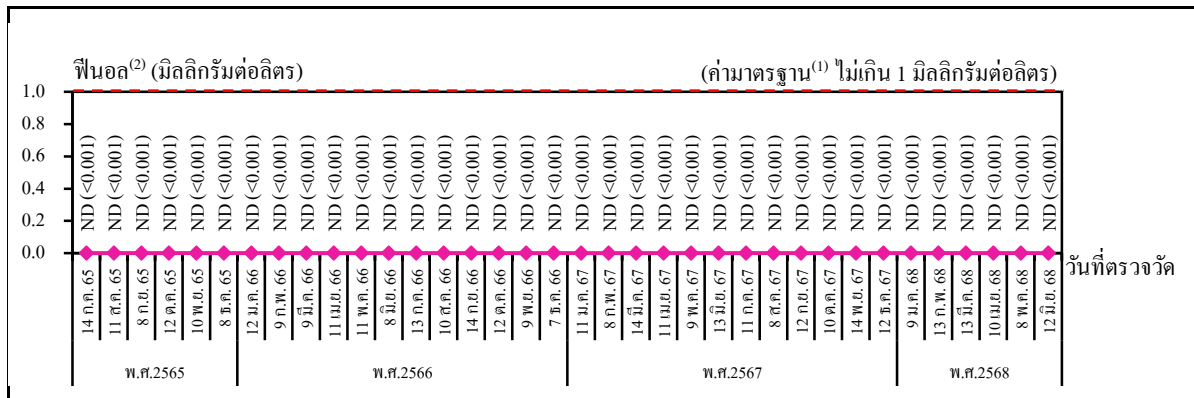 ฟีนอล(2) (มิลลิกรัมต่อลิตร) (ค่ามาตรฐาน(1) ไม่เกิน 1 มิลลิกรัมต่อลิตร)
1.0
0.8
0.6
0.4
0.2
0.0
ND (<0.001) ND (<0.001) ND (<0.001) ND (<0.001) ND (<0.001) ND (<0.001) ND (<0.001) ND (<0.001) ND (<0.001) ND (<0.001) ND (<0.001) ND (<0.001) ND (<0.001) ND (<0.001) ND (<0.001) ND (<0.001) ND (<0.001) ND (<0.001) ND (<0.001) ND (<0.001) ND (<0.001) ND (<0.001) ND (<0.001) ND (<0.001) ND (<0.001) ND (<0.001) ND (<0.001) ND (<0.001) ND (<0.001) ND (<0.001) ND (<0.001) ND (<0.001) ND (<0.001) ND (<0.001) ND (<0.001) ND (<0.001)
วันที่ตรวจวัด
14 ก.ค. 65
11 ส.ค. 65
8 ก.ย. 65
12 ต.ค. 65
10 พ.ย. 65
8 ธ.ค. 65
12 ม.ค. 66
9 ก.พ. 66
9 มี.ค. 66
11 เม.ย. 66
11 พ.ค. 66
8 มิ.ย. 66
13 ก.ค. 66
10 ส.ค. 66
14 ก.ย. 66
12 ต.ค. 66
9 พ.ย. 66
7 ธ.ค. 66
11 ม.ค. 67
8 ก.พ. 67
14 มี.ค. 67
11 เม.ย. 67
9 พ.ค. 67
13 มิ.ย. 67
11 ก.ค. 67
8 ส.ค. 67
12 ก.ย. 67
10 ต.ค. 67
14 พ.ย. 67
12 ธ.ค. 67
9 ม.ค. 68
13 ก.พ. 68
13 มี.ค. 68
10 เม.ย. 68
8 พ.ค. 68
12 มิ.ย. 68
พ.ศ.2565 พ.ศ.2566 พ.ศ.2567 พ.ศ.2568